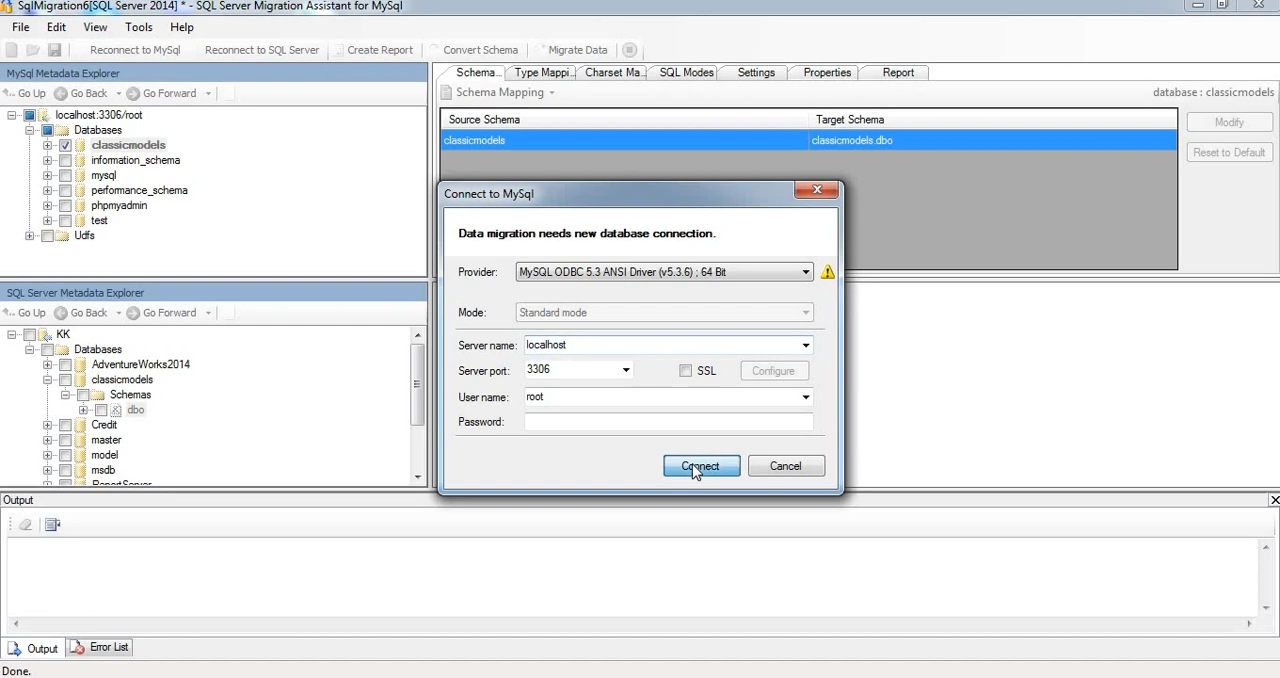 SqlMigration6[SQL Server 2014] * - SQL Server Migration Assistant for MySql
File Edit View Tools Help
Reconnect to MySql Reconnect to SQL Server Create Report Convert Schema Migrate Data
MySql Metadata Explorer
Go Up Go Back Go Forward
localhost:3306/root
Databases
classicmodels
information_schema
mysql
performance_schema
phpmyadmin
test
Udfs
Schema... Type Mappi... Charset Ma... SQL Modes Settings Properties Report
Schema Mapping database : classicmodels
Source Schema Target Schema
classicmodels classicmodels.dbo
Modify
Reset to Default
Connect to MySql
Data migration needs new database connection.
Provider: MySQL ODBC 5.3 ANSI Driver (v5.3.6) ; 64 Bit
Mode: Standard mode
Server name: localhost
Server port: 3306 SSL Configure
User name: root
Password:
Connect Cancel
SQL Server Metadata Explorer
Go Up Go Back Go Forward
KK
Databases
AdventureWorks2014
classicmodels
Schemas
dbo
Credit
master
model
msdb
ReportServer
Output
Output Error List
Done.